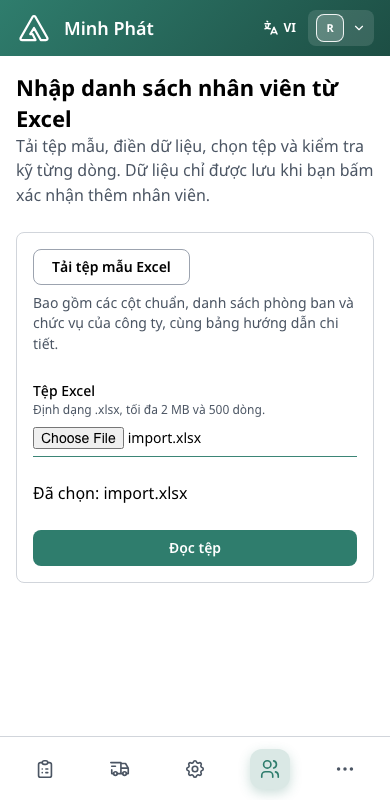 Minh Phát
VI
R
Nhập danh sách nhân viên từ
Excel
Tải tệp mẫu, điền dữ liệu, chọn tệp và kiểm tra
kỹ từng dòng. Dữ liệu chỉ được lưu khi bạn bấm
xác nhận thêm nhân viên.
Tải tệp mẫu Excel
Bao gồm các cột chuẩn, danh sách phòng ban và
chức vụ của công ty, cùng bảng hướng dẫn chi
tiết.
Tệp Excel
Định dạng .xlsx, tối đa 2 MB và 500 dòng.
Choose File import.xlsx
Đã chọn: import.xlsx
Đọc tệp